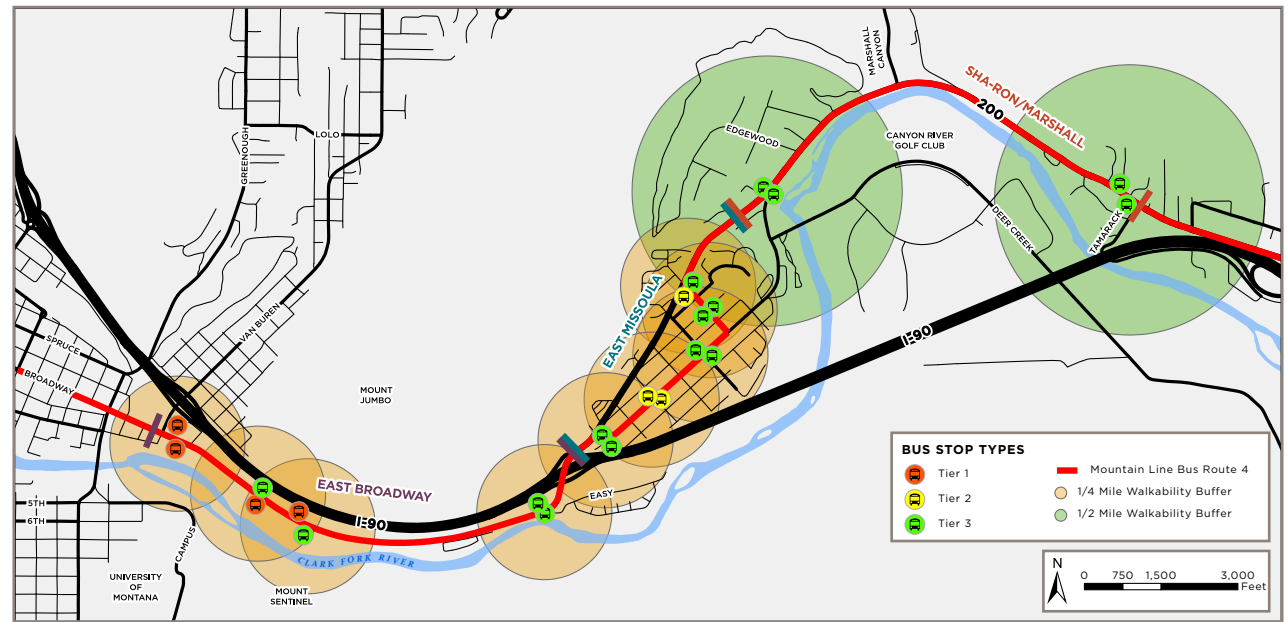 MARSHALL
CANYON
SHA-RON/MARSHALL
200
EDGEWOOD
CANYON RIVER
GOLF CLUB
LOLO
GREENOUGH
DEER CREEK
TAMARACK
VAN BUREN
EAST MISSOULA
SPRUCE
BROADWAY
MOUNT
JUMBO
I-90
EAST BROADWAY
EASY
I-90
5TH
6TH
CAMPUS
CLARK FORK RIVER
UNIVERSITY
OF
MONTANA
MOUNT
SENTINEL
BUS STOP TYPES
Tier 1
Tier 2
Tier 3
Mountain Line Bus Route 4
1/4 Mile Walkability Buffer
1/2 Mile Walkability Buffer
N
0 750 1,500 3,000
Feet